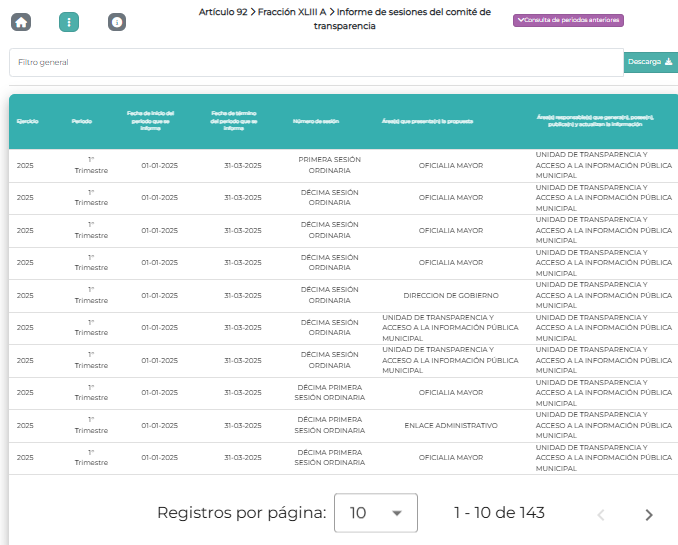 Artículo 92 > Fracción XLIII A > Informe de sesiones del comité de
transparencia
Consulta de periodos anteriores
Filtro general
Descarga
Ejercicio
Periodo
Fecha de inicio del
periodo que se
informa
Fecha de término
del periodo que se
informa
Número de sesión
Área(s) que presenta(n) la propuesta
Área(s) responsable(s) que genera(n), posee(n),
publica(n) y actualizan la información
2025
1°
Trimestre
01-01-2025
31-03-2025
PRIMERA SESIÓN
ORDINARIA
OFICIALIA MAYOR
UNIDAD DE TRANSPARENCIA Y
ACCESO A LA INFORMACIÓN PÚBLICA
MUNICIPAL
2025
1°
Trimestre
01-01-2025
31-03-2025
DÉCIMA SESIÓN
ORDINARIA
OFICIALIA MAYOR
UNIDAD DE TRANSPARENCIA Y
ACCESO A LA INFORMACIÓN PÚBLICA
MUNICIPAL
2025
1°
Trimestre
01-01-2025
31-03-2025
DÉCIMA SESIÓN
ORDINARIA
OFICIALIA MAYOR
UNIDAD DE TRANSPARENCIA Y
ACCESO A LA INFORMACIÓN PÚBLICA
MUNICIPAL
2025
1°
Trimestre
01-01-2025
31-03-2025
DÉCIMA SESIÓN
ORDINARIA
OFICIALIA MAYOR
UNIDAD DE TRANSPARENCIA Y
ACCESO A LA INFORMACIÓN PÚBLICA
MUNICIPAL
2025
1°
Trimestre
01-01-2025
31-03-2025
DÉCIMA SESIÓN
ORDINARIA
DIRECCION DE GOBIERNO
UNIDAD DE TRANSPARENCIA Y
ACCESO A LA INFORMACIÓN PÚBLICA
MUNICIPAL
2025
1°
Trimestre
01-01-2025
31-03-2025
DÉCIMA SESIÓN
ORDINARIA
UNIDAD DE TRANSPARENCIA Y
ACCESO A LA INFORMACIÓN PÚBLICA
MUNICIPAL
UNIDAD DE TRANSPARENCIA Y
ACCESO A LA INFORMACIÓN PÚBLICA
MUNICIPAL
2025
1°
Trimestre
01-01-2025
31-03-2025
DÉCIMA SESIÓN
ORDINARIA
UNIDAD DE TRANSPARENCIA Y
ACCESO A LA INFORMACIÓN PÚBLICA
MUNICIPAL
UNIDAD DE TRANSPARENCIA Y
ACCESO A LA INFORMACIÓN PÚBLICA
MUNICIPAL
2025
1°
Trimestre
01-01-2025
31-03-2025
DÉCIMA PRIMERA
SESIÓN ORDINARIA
OFICIALIA MAYOR
UNIDAD DE TRANSPARENCIA Y
ACCESO A LA INFORMACIÓN PÚBLICA
MUNICIPAL
2025
1°
Trimestre
01-01-2025
31-03-2025
DÉCIMA PRIMERA
SESIÓN ORDINARIA
ENLACE ADMINISTRATIVO
UNIDAD DE TRANSPARENCIA Y
ACCESO A LA INFORMACIÓN PÚBLICA
MUNICIPAL
2025
1°
Trimestre
01-01-2025
31-03-2025
DÉCIMA PRIMERA
SESIÓN ORDINARIA
OFICIALIA MAYOR
UNIDAD DE TRANSPARENCIA Y
ACCESO A LA INFORMACIÓN PÚBLICA
MUNICIPAL
Registros por página: 10 1 - 10 de 143